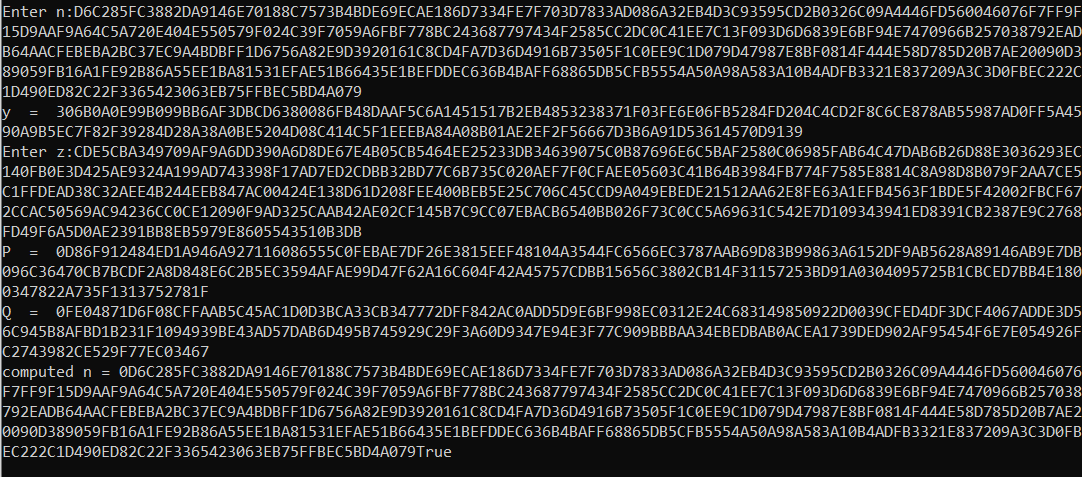 Enter n:D6C285FC3882DA9146E70188C7573B4BDE69ECAE186D7334FE7F703D7833AD086A32EB4D3C93595CD2B0326C09A4446FD560046076F7FF9F
15D9AAF9A64C5A720E404E550579F024C39F7059A6FBF778BC243687797434F2585CC2DC0C41EE7C13F093D6D6839E6BF94E7470966B257038792EAD
B64AACFEBEBA2BC37EC9A4BDBFF1D6756A82E9D3920161C8CD4FA7D36D4916B73505F1C0EE9C1D079D47987E8BF0814F444E58D785D20B7AE20090D3
89059FB16A1FE92B86A55EE1BA81531EFAE51B66435E1BEFDDEC636B4BAFF68865DB5CFB5554A50A98A583A10B4ADFB3321E837209A3C3D0FBEC222C
1D490ED82C22F3365423063EB75FFBEC5BD4A079
y  =  306B0A0E99B099BB6AF3DBCD6380086FB48DAAF5C6A1451517B2EB4853238371F03FE6E06FB5284FD204C4CD2F8C6CE878AB55987AD0FF5A45
90A9B5EC7F82F39284D28A38A0BE5204D08C414C5F1EEEBA84A08B01AE2EF2F56667D3B6A91D53614570D9139
Enter z:CDE5CBA349709AF9A6DD390A6D8DE67E4B05CB5464EE25233DB34639075C0B87696E6C5BAF2580C06985FAB64C47DAB6B26D88E3036293EC
140FB0E3D425AE9324A199AD743398F17AD7ED2CDBB32BD77C6B735C020AEF7F0CFAEE05603C41B64B3984FB774F7585E8814C8A98D8B079F2AA7CE5
C1FFDEAD38C32AEE4B244EEB847AC00424E138D61D208FEE400BEB5E25C706C45CCD9A049EBEDE21512AA62E8FE63A1EFB4563F1BDE5F42002FBCF67
2CCAC50569AC94236CC0CE12090F9AD325CAAB42AE02CF145B7C9CC07EBACB6540BB026F73C0CC5A69631C542E7D109343941ED8391CB2387E9C2768
FD49F6A5D0AE2391BB8EB5979E8605543510B3DB
P  =  0D86F912484ED1A946A927116086555C0FEBAE7DF26E3815EEF48104A3544FC6566EC3787AAB69D83B99863A6152DF9AB5628A89146AB9E7DB
096C36470CB7BCDF2A8D848E6C2B5EC3594AFAE99D47F62A16C604F42A45757CDBB15656C3802CB14F31157253BD91A0304095725B1CBCED7BB4E180
0347822A735F1313752781F
Q  =  0FE04871D6F08CFFAAB5C45AC1D0D3BCA33CB347772DFF842AC0ADD5D9E6BF998EC0312E24C683149850922D0039CFED4DF3DCF4067ADDE3D5
6C945B8AFBD1B231F1094939BE43AD57DAB6D495B745929C29F3A60D9347E94E3F77C909BBBAA34EBEDBAB0ACEA1739DED902AF95454F6E7E054926F
C2743982CE529F77EC03467
computed n = 0D6C285FC3882DA9146E70188C7573B4BDE69ECAE186D7334FE7F703D7833AD086A32EB4D3C93595CD2B0326C09A4446FD560046076
F7FF9F15D9AAF9A64C5A720E404E550579F024C39F7059A6FBF778BC243687797434F2585CC2DC0C41EE7C13F093D6D6839E6BF94E7470966B257038
792EADB64AACFEBEBA2BC37EC9A4BDBFF1D6756A82E9D3920161C8CD4FA7D36D4916B73505F1C0EE9C1D079D47987E8BF0814F444E58D785D20B7AE2
0090D389059FB16A1FE92B86A55EE1BA81531EFAE51B66435E1BEFDDEC636B4BAFF68865DB5CFB5554A50A98A583A10B4ADFB3321E837209A3C3D0FB
EC222C1D490ED82C22F3365423063EB75FFBEC5BD4A079True